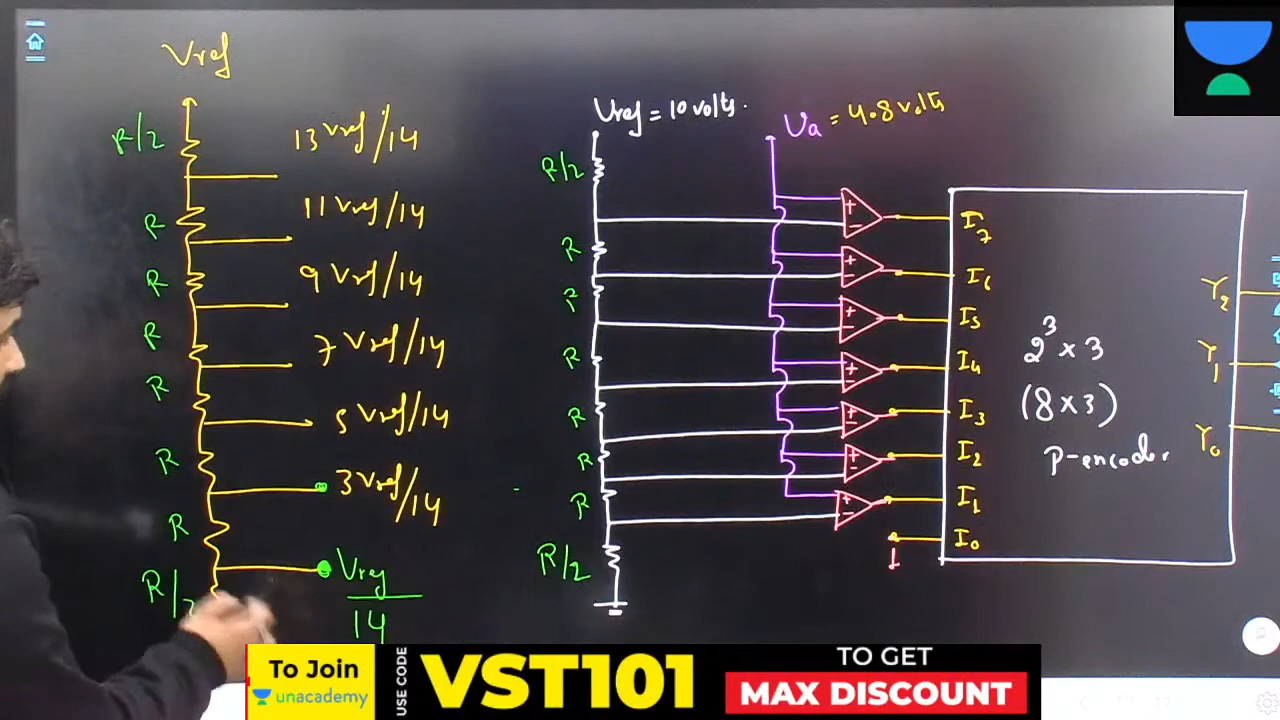 Vref
R/2
13 Vref/14
R
11 Vref/14
R
9 Vref/14
R
7 Vref/14
R
5 Vref/14
R
3 Vref/14
R
Vref
14
R/2
Vref = 10 volts.
Va = 4.8 volts
R/2
R
R
R
R
R
R
R/2
+
-
+
-
+
-
+
-
+
-
+
-
+
-
I7
I6
I5
I4
I3
I2
I1
I0
1
2³ x 3
(8 x 3)
P-encoder
Y2
Y1
Y0
To Join
unacademy
USE CODE
VST101
TO GET
MAX DISCOUNT